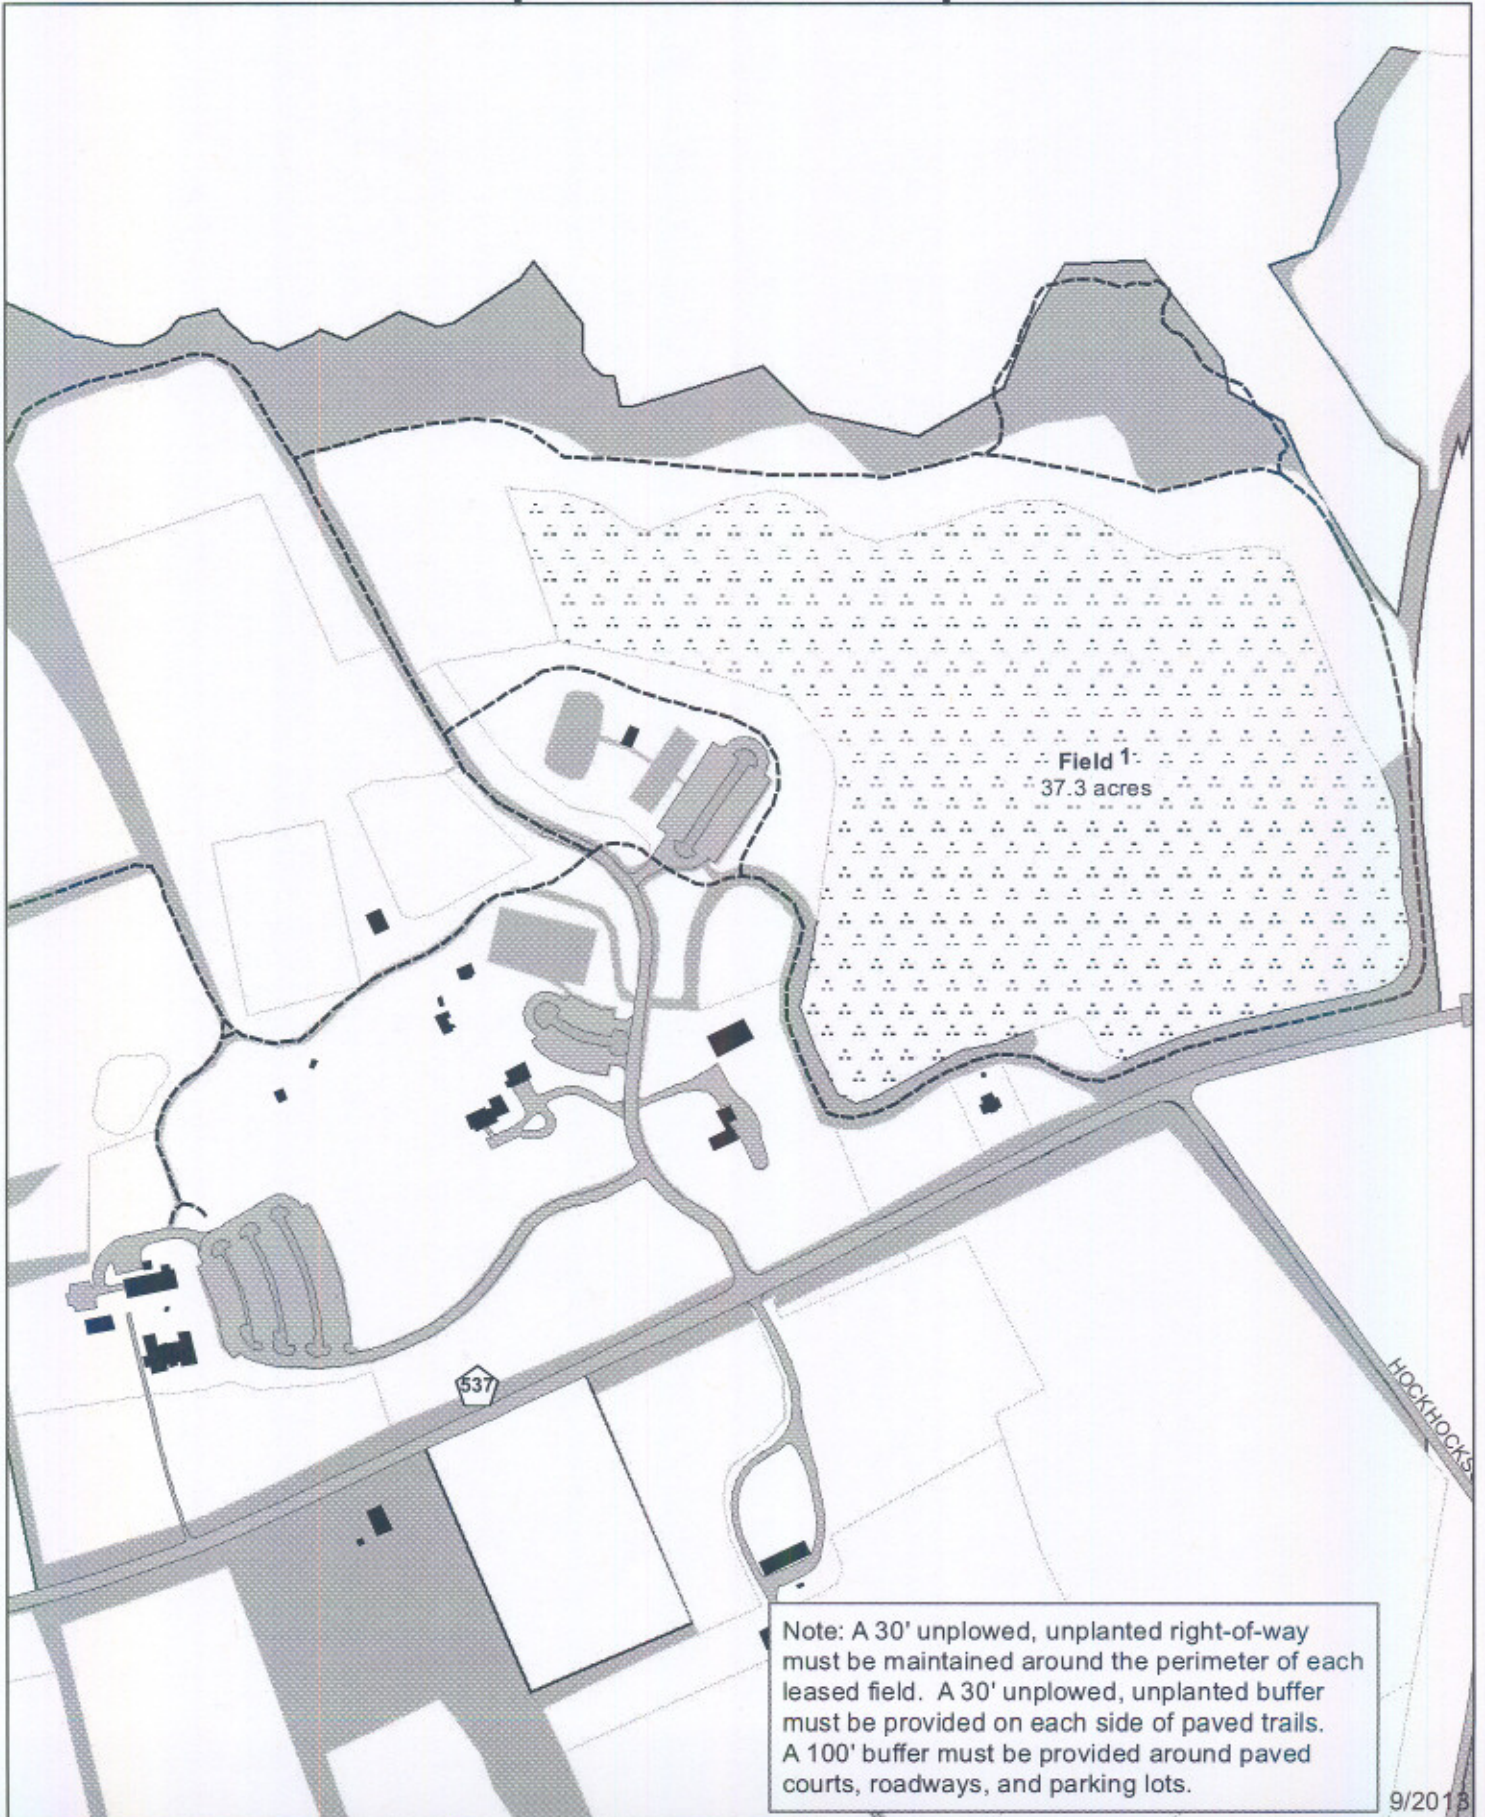 Field 1
37.3 acres
537
HOCKHOCKS
Note: A 30' unplowed, unplanted right-of-way
must be maintained around the perimeter of each
leased field.  A 30' unplowed, unplanted buffer
must be provided on each side of paved trails.
A 100' buffer must be provided around paved
courts, roadways, and parking lots.
9/2013